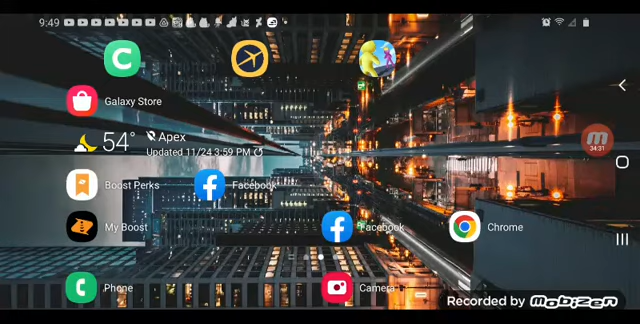 9:49
C
Galaxy Store
54° Apex
Updated 11/24 3:59 PM
Boost Perks
Facebook
My Boost
Facebook
Chrome
Phone
Camera
34:31
Recorded by Mobizen